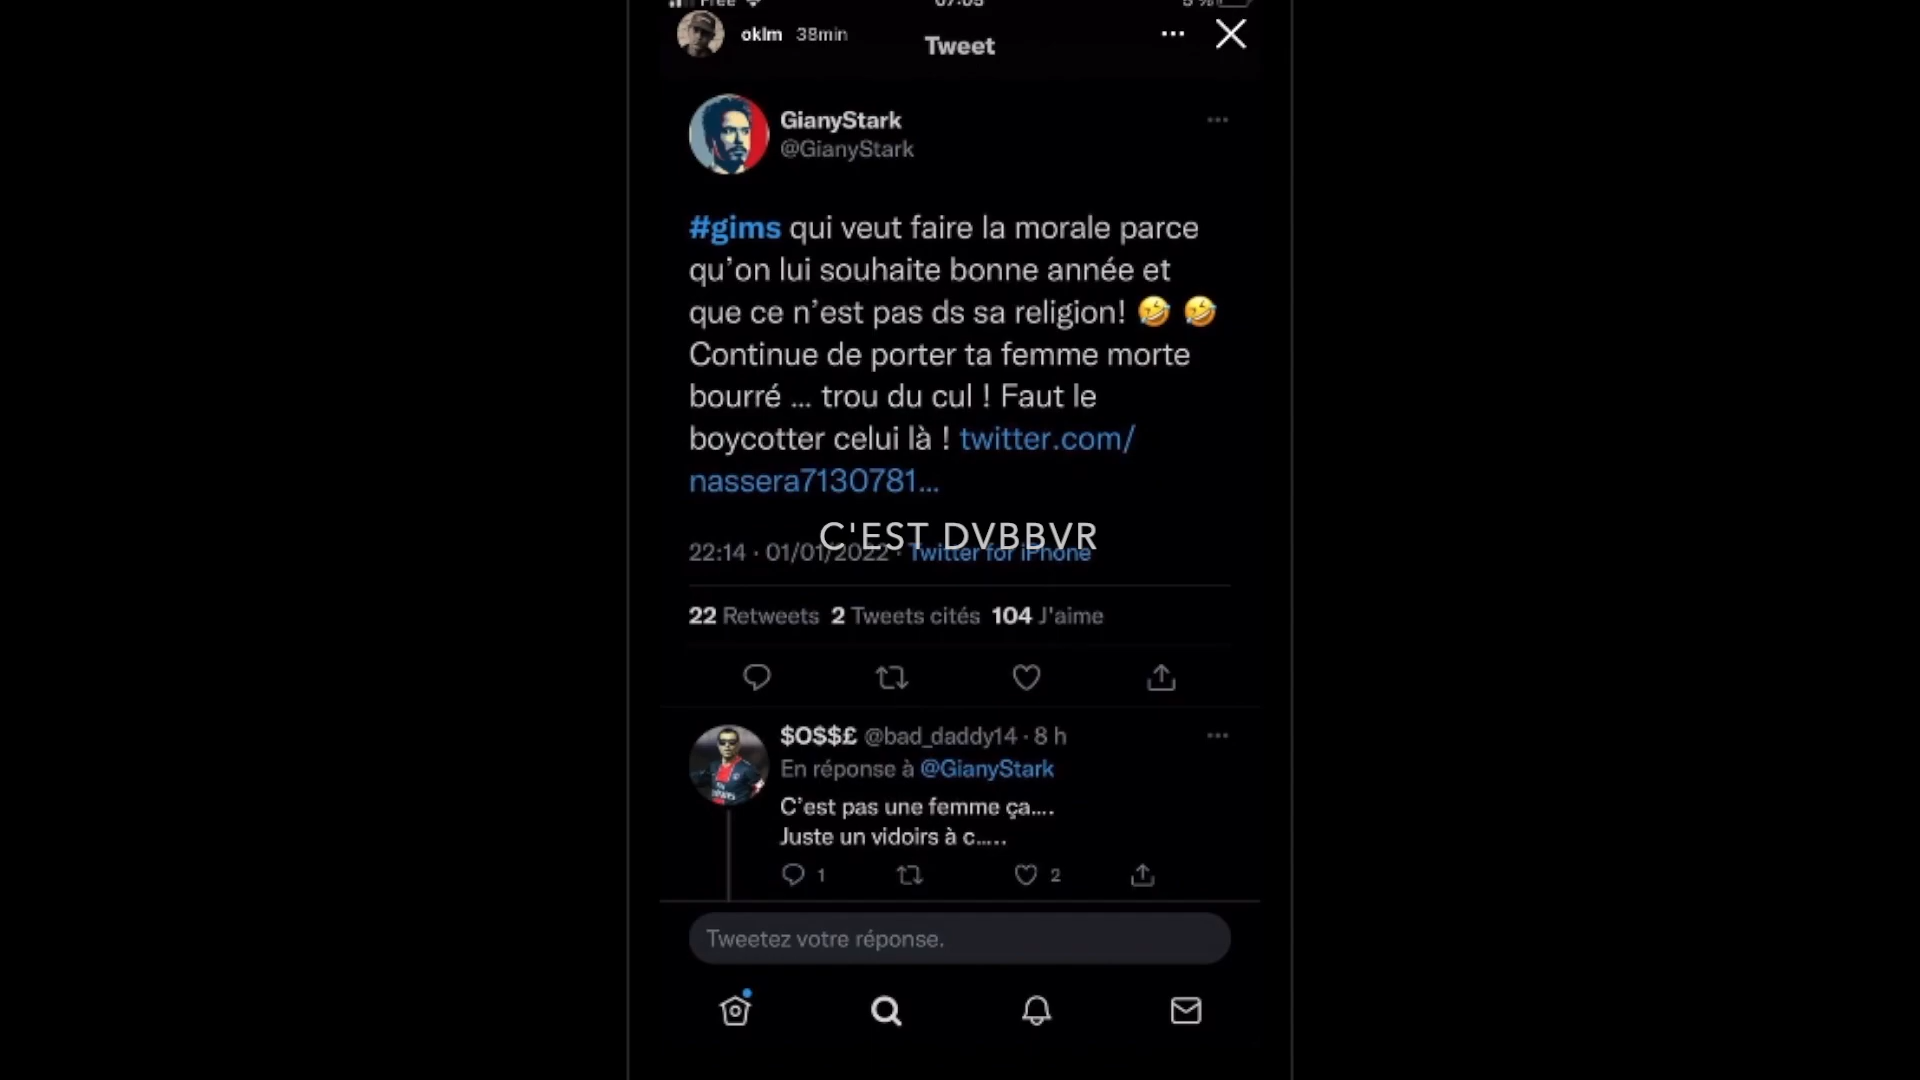 Free 07:05 5 %
oklm 38min
Tweet
GianyStark
@GianyStark
#gims qui veut faire la morale parce
qu’on lui souhaite bonne année et
que ce n’est pas ds sa religion! 🤣 🤣
Continue de porter ta femme morte
bourré ... trou du cul ! Faut le
boycotter celui là ! twitter.com/
nassera7130781...
C'EST DVBBVR
22:14 · 01/01/2022 · Twitter for iPhone
22 Retweets 2 Tweets cités 104 J'aime
$O$$£ @bad_daddy14 · 8 h
En réponse à @GianyStark
C’est pas une femme ça....
Juste un vidoirs à c.....
1 2
Tweetez votre réponse.